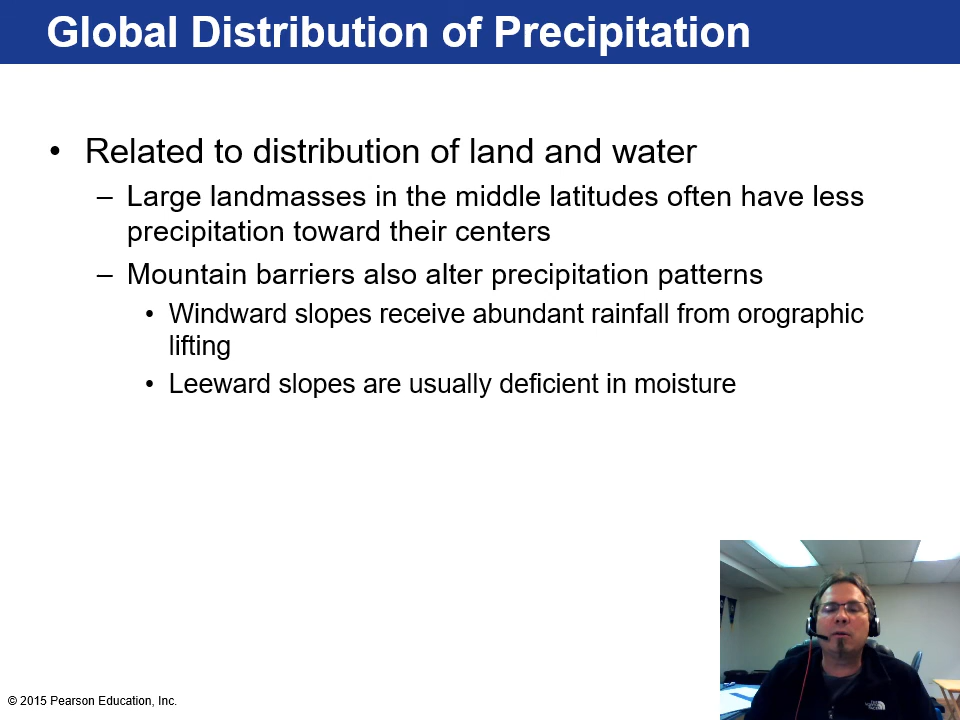 Global Distribution of Precipitation
• Related to distribution of land and water
– Large landmasses in the middle latitudes often have less
precipitation toward their centers
– Mountain barriers also alter precipitation patterns
• Windward slopes receive abundant rainfall from orographic
lifting
• Leeward slopes are usually deficient in moisture
© 2015 Pearson Education, Inc.